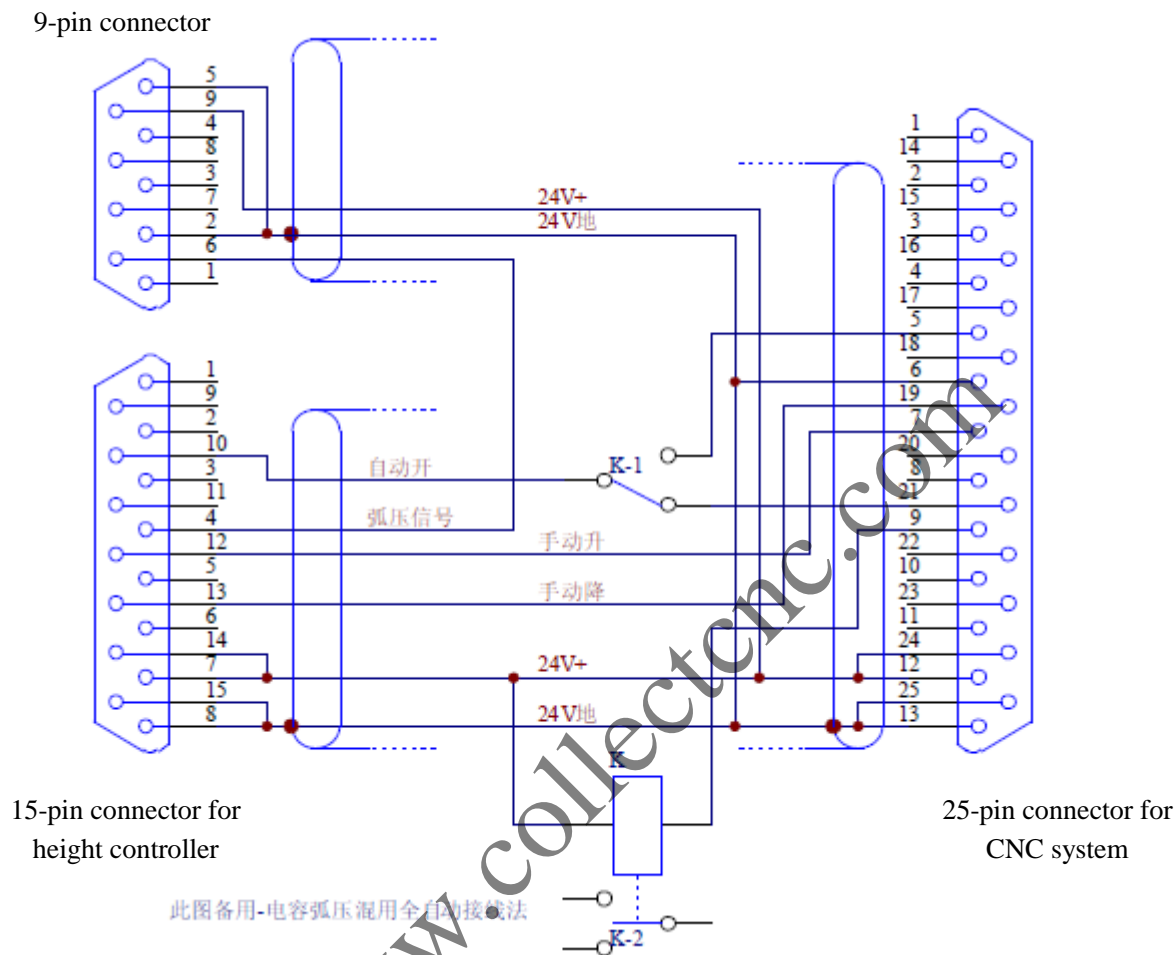 9-pin connector
5
9
4
8
3
7
2
6
1
24V+
24V地
1
14
2
15
3
16
4
17
5
18
6
19
7
20
8
21
9
22
10
23
11
24
12
25
13
1
9
2
10
3
11
4
12
5
13
6
14
7
15
8
自动开
K-1
弧压信号
手动升
手动降
24V+
24V地
K
15-pin connector for
height controller
25-pin connector for
CNC system
此图备用-电容弧压混用全自动接线法
K-2
www.collectcnc.com